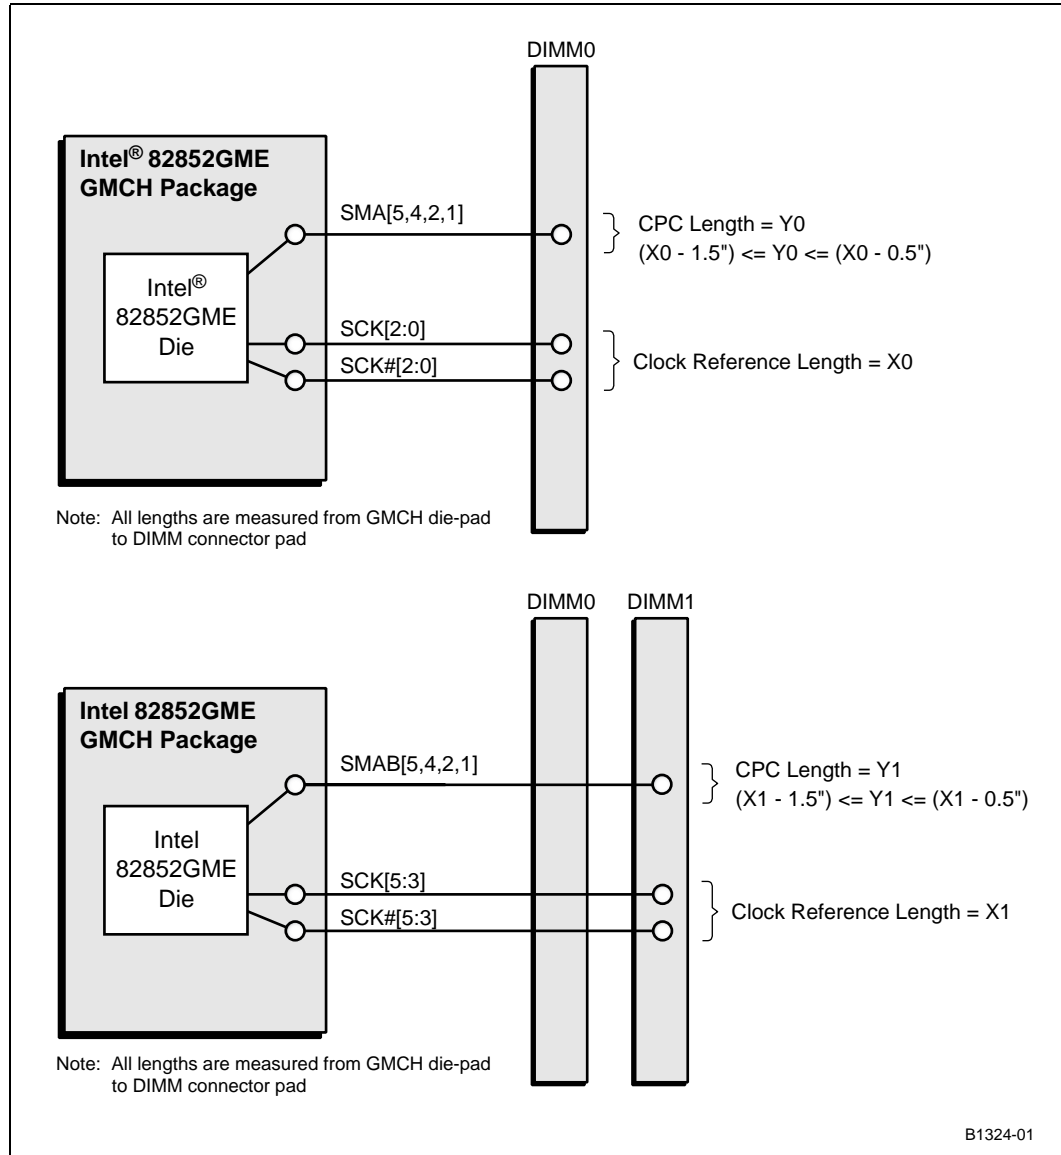 DIMM0
Intel® 82852GME
GMCH Package
SMA[5,4,2,1]
CPC Length = Y0
(X0 - 1.5") <= Y0 <= (X0 - 0.5")
Intel®
82852GME
Die
SCK[2:0]
SCK#[2:0]
Clock Reference Length = X0
Note: All lengths are measured from GMCH die-pad
to DIMM connector pad
DIMM0 DIMM1
Intel 82852GME
GMCH Package
SMAB[5,4,2,1]
CPC Length = Y1
(X1 - 1.5") <= Y1 <= (X1 - 0.5")
Intel
82852GME
Die
SCK[5:3]
SCK#[5:3]
Clock Reference Length = X1
Note: All lengths are measured from GMCH die-pad
to DIMM connector pad
B1324-01